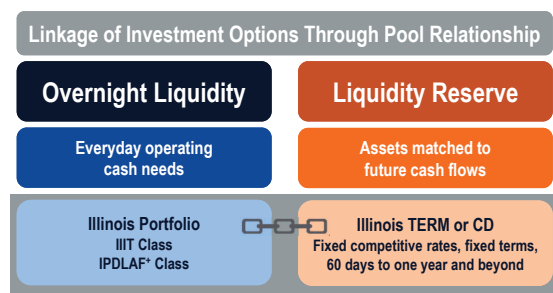 Linkage of Investment Options Through Pool Relationship
Overnight Liquidity
Liquidity Reserve
Everyday operating
cash needs
Assets matched to
future cash flows
Illinois Portfolio
IIIT Class
IPDLAF⁺ Class
Illinois TERM or CD
Fixed competitive rates, fixed terms,
60 days to one year and beyond